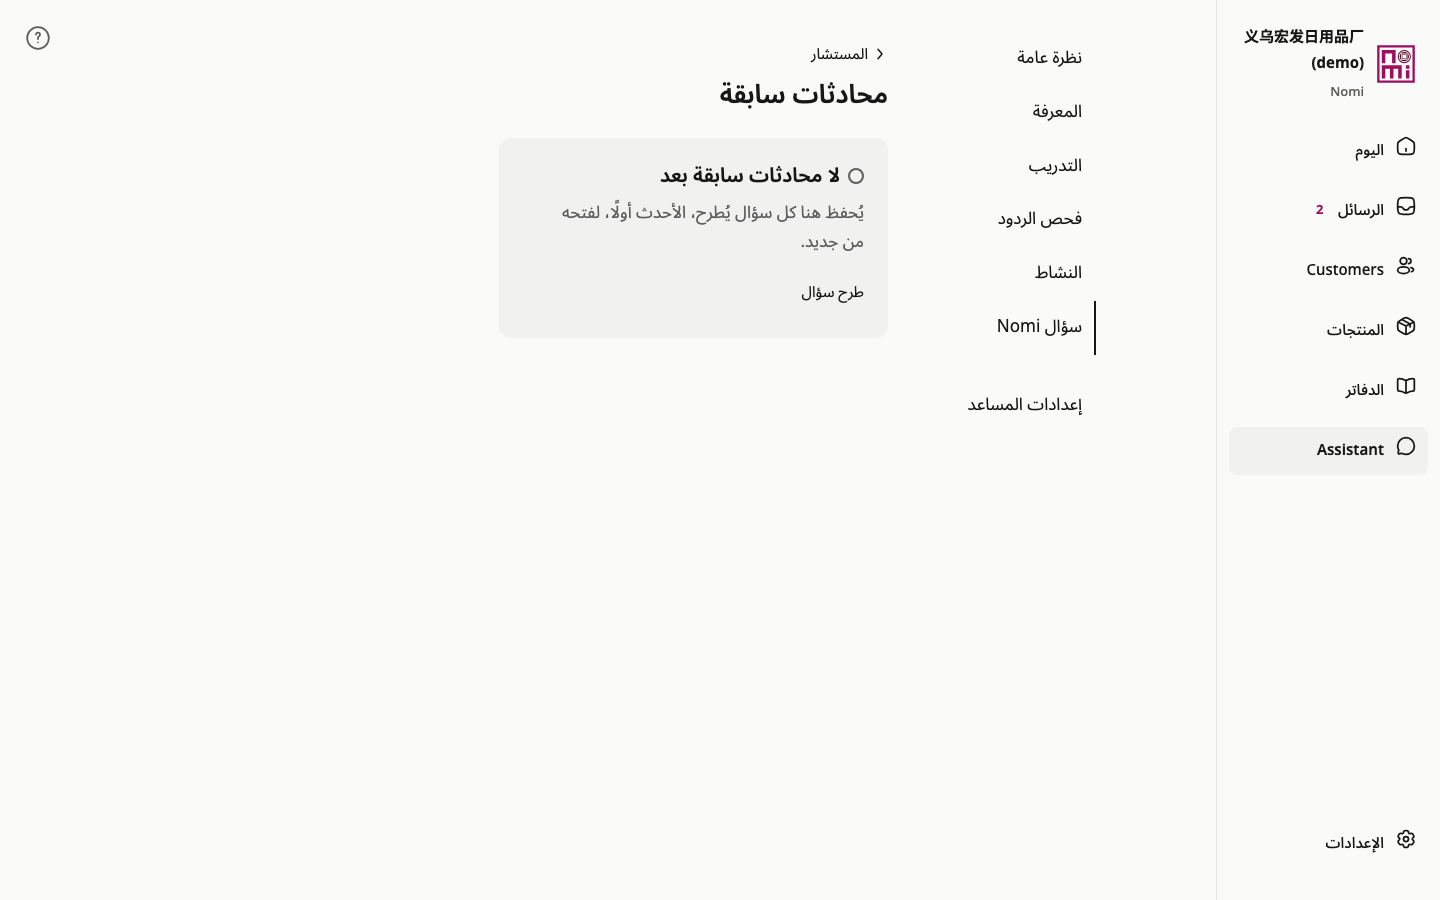 义乌宏发日用品厂
(demo)
Nomi
اليوم
الرسائل 2
Customers
المنتجات
الدفاتر
Assistant
الإعدادات
نظرة عامة
المعرفة
التدريب
فحص الردود
النشاط
سؤال Nomi
إعدادات المساعد
المستشار
محادثات سابقة
لا محادثات سابقة بعد
يُحفظ هنا كل سؤال يُطرح، الأحدث أولًا، لفتحه
من جديد.
طرح سؤال